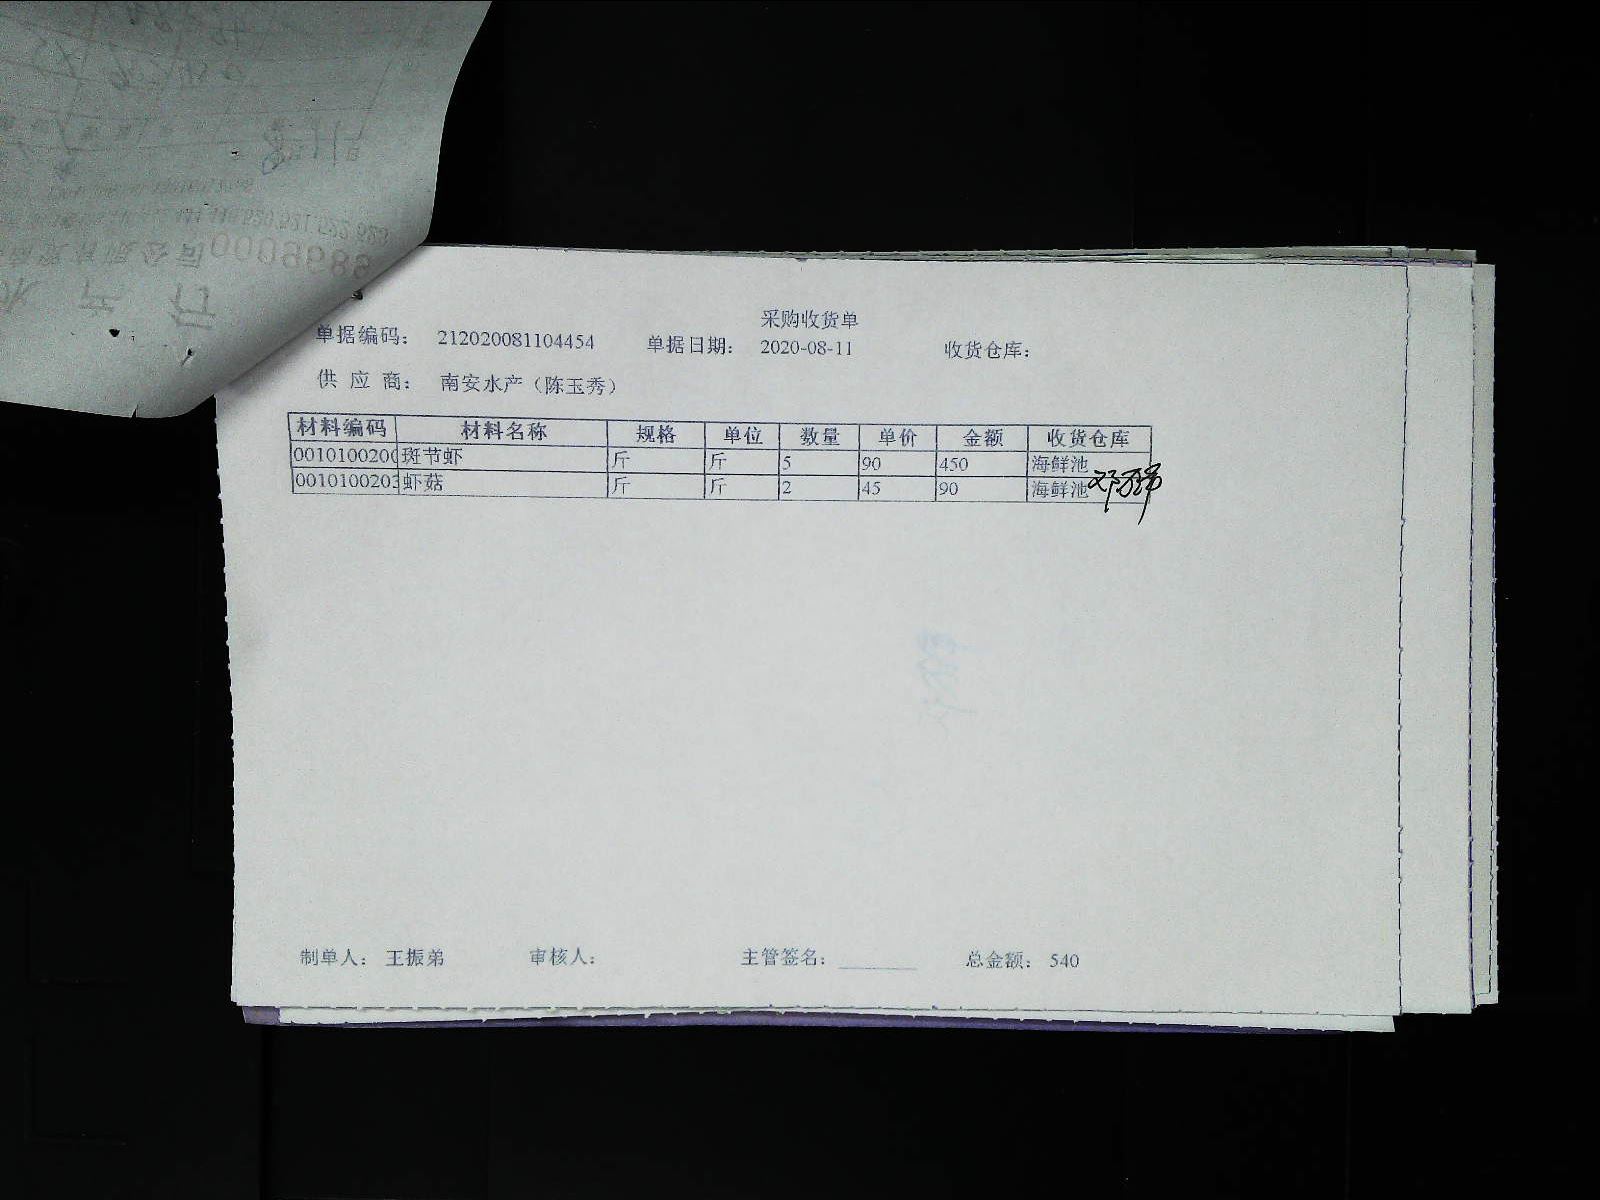 采购收货单
单据编码： 212020081104454 单据日期： 2020-08-11 收货仓库：
供 应 商： 南安水产（陈玉秀）
材料编码 材料名称 规格 单位 数量 单价 金额 收货仓库
0010100200 斑节虾 斤 斤 5 90 450 海鲜池
0010100203 虾菇 斤 斤 2 45 90 海鲜池
制单人： 王振弟 审核人： 主管签名： 总金额： 540